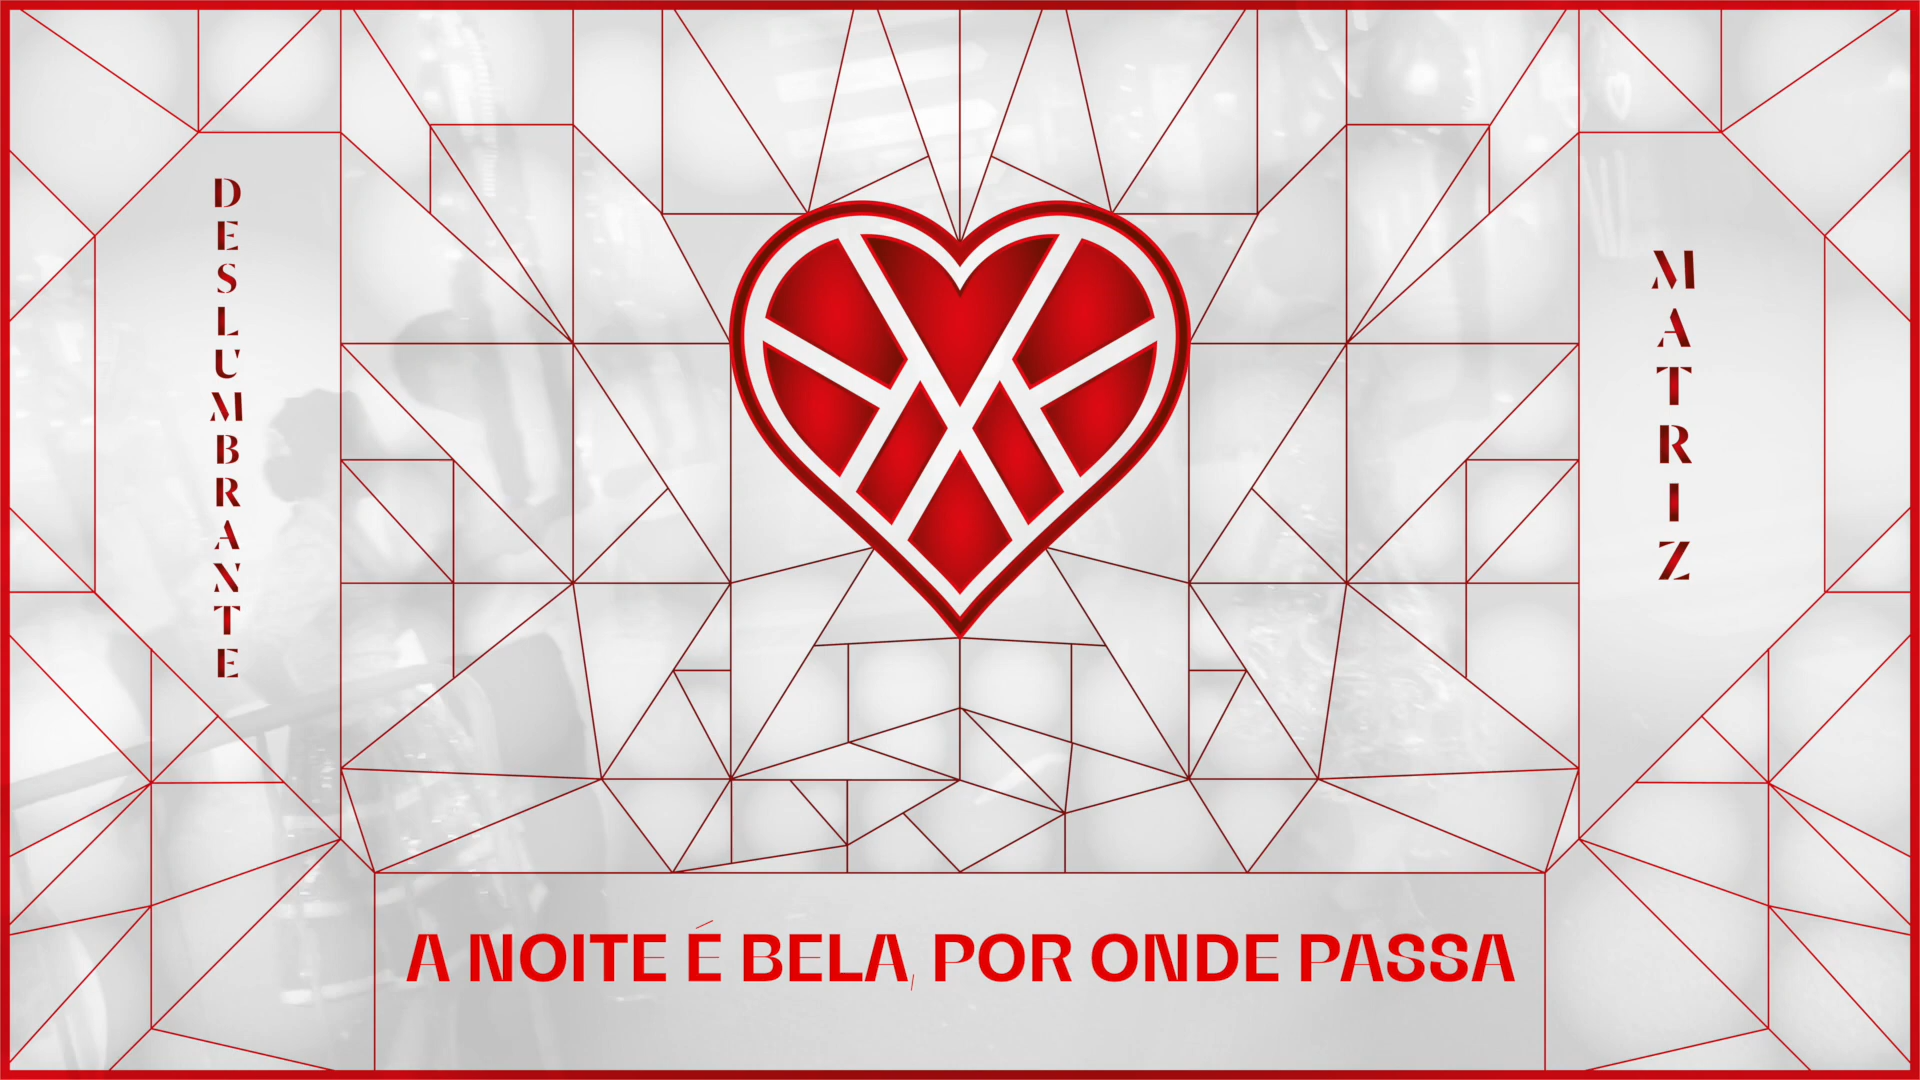 DESLUMBRANTE
MATRIZ
A NOITE É BELA, POR ONDE PASSA